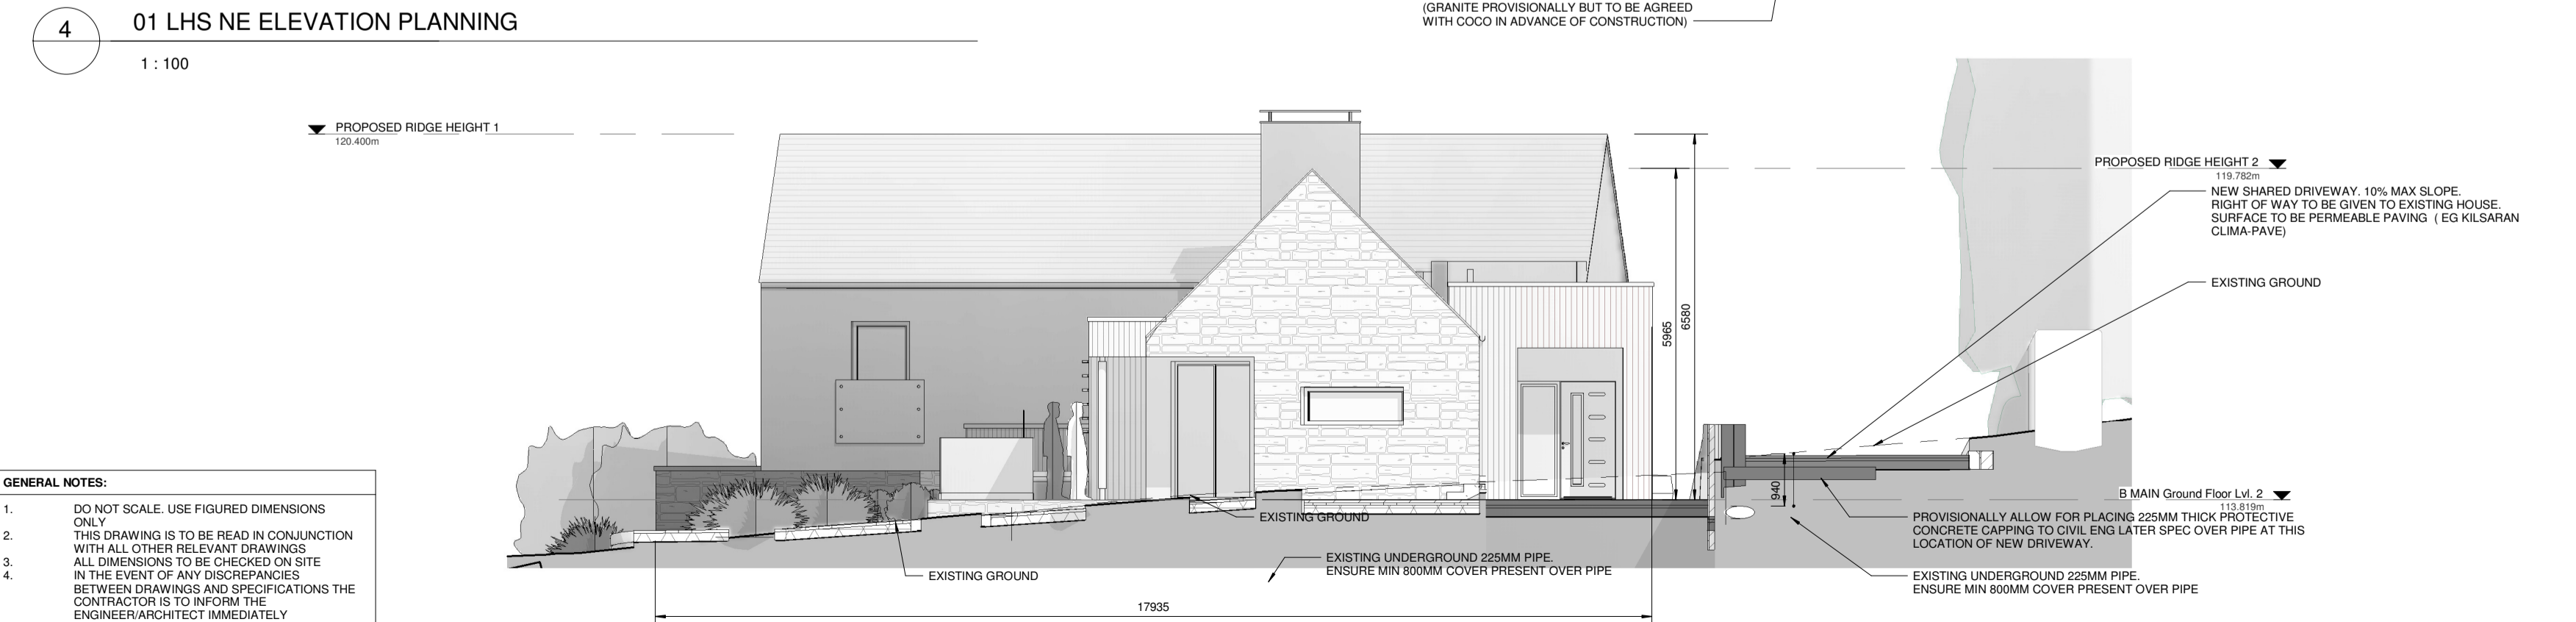 4
01 LHS NE ELEVATION PLANNING
1 : 100
(GRANITE PROVISIONALLY BUT TO BE AGREED
WITH COCO IN ADVANCE OF CONSTRUCTION)
PROPOSED RIDGE HEIGHT 1
120.400m
PROPOSED RIDGE HEIGHT 2
119.782m
NEW SHARED DRIVEWAY. 10% MAX SLOPE.
RIGHT OF WAY TO BE GIVEN TO EXISTING HOUSE.
SURFACE TO BE PERMEABLE PAVING ( EG KILSARAN
CLIMA-PAVE)
EXISTING GROUND
5965
6580
940
B MAIN Ground Floor Lvl. 2
113.819m
PROVISIONALLY ALLOW FOR PLACING 225MM THICK PROTECTIVE
CONCRETE CAPPING TO CIVIL ENG LATER SPEC OVER PIPE AT THIS
LOCATION OF NEW DRIVEWAY.
EXISTING UNDERGROUND 225MM PIPE.
ENSURE MIN 800MM COVER PRESENT OVER PIPE
EXISTING GROUND
EXISTING UNDERGROUND 225MM PIPE.
ENSURE MIN 800MM COVER PRESENT OVER PIPE
EXISTING GROUND
17935
GENERAL NOTES:
1. DO NOT SCALE. USE FIGURED DIMENSIONS
ONLY
2. THIS DRAWING IS TO BE READ IN CONJUNCTION
WITH ALL OTHER RELEVANT DRAWINGS
3. ALL DIMENSIONS TO BE CHECKED ON SITE
4. IN THE EVENT OF ANY DISCREPANCIES
BETWEEN DRAWINGS AND SPECIFICATIONS THE
CONTRACTOR IS TO INFORM THE
ENGINEER/ARCHITECT IMMEDIATELY